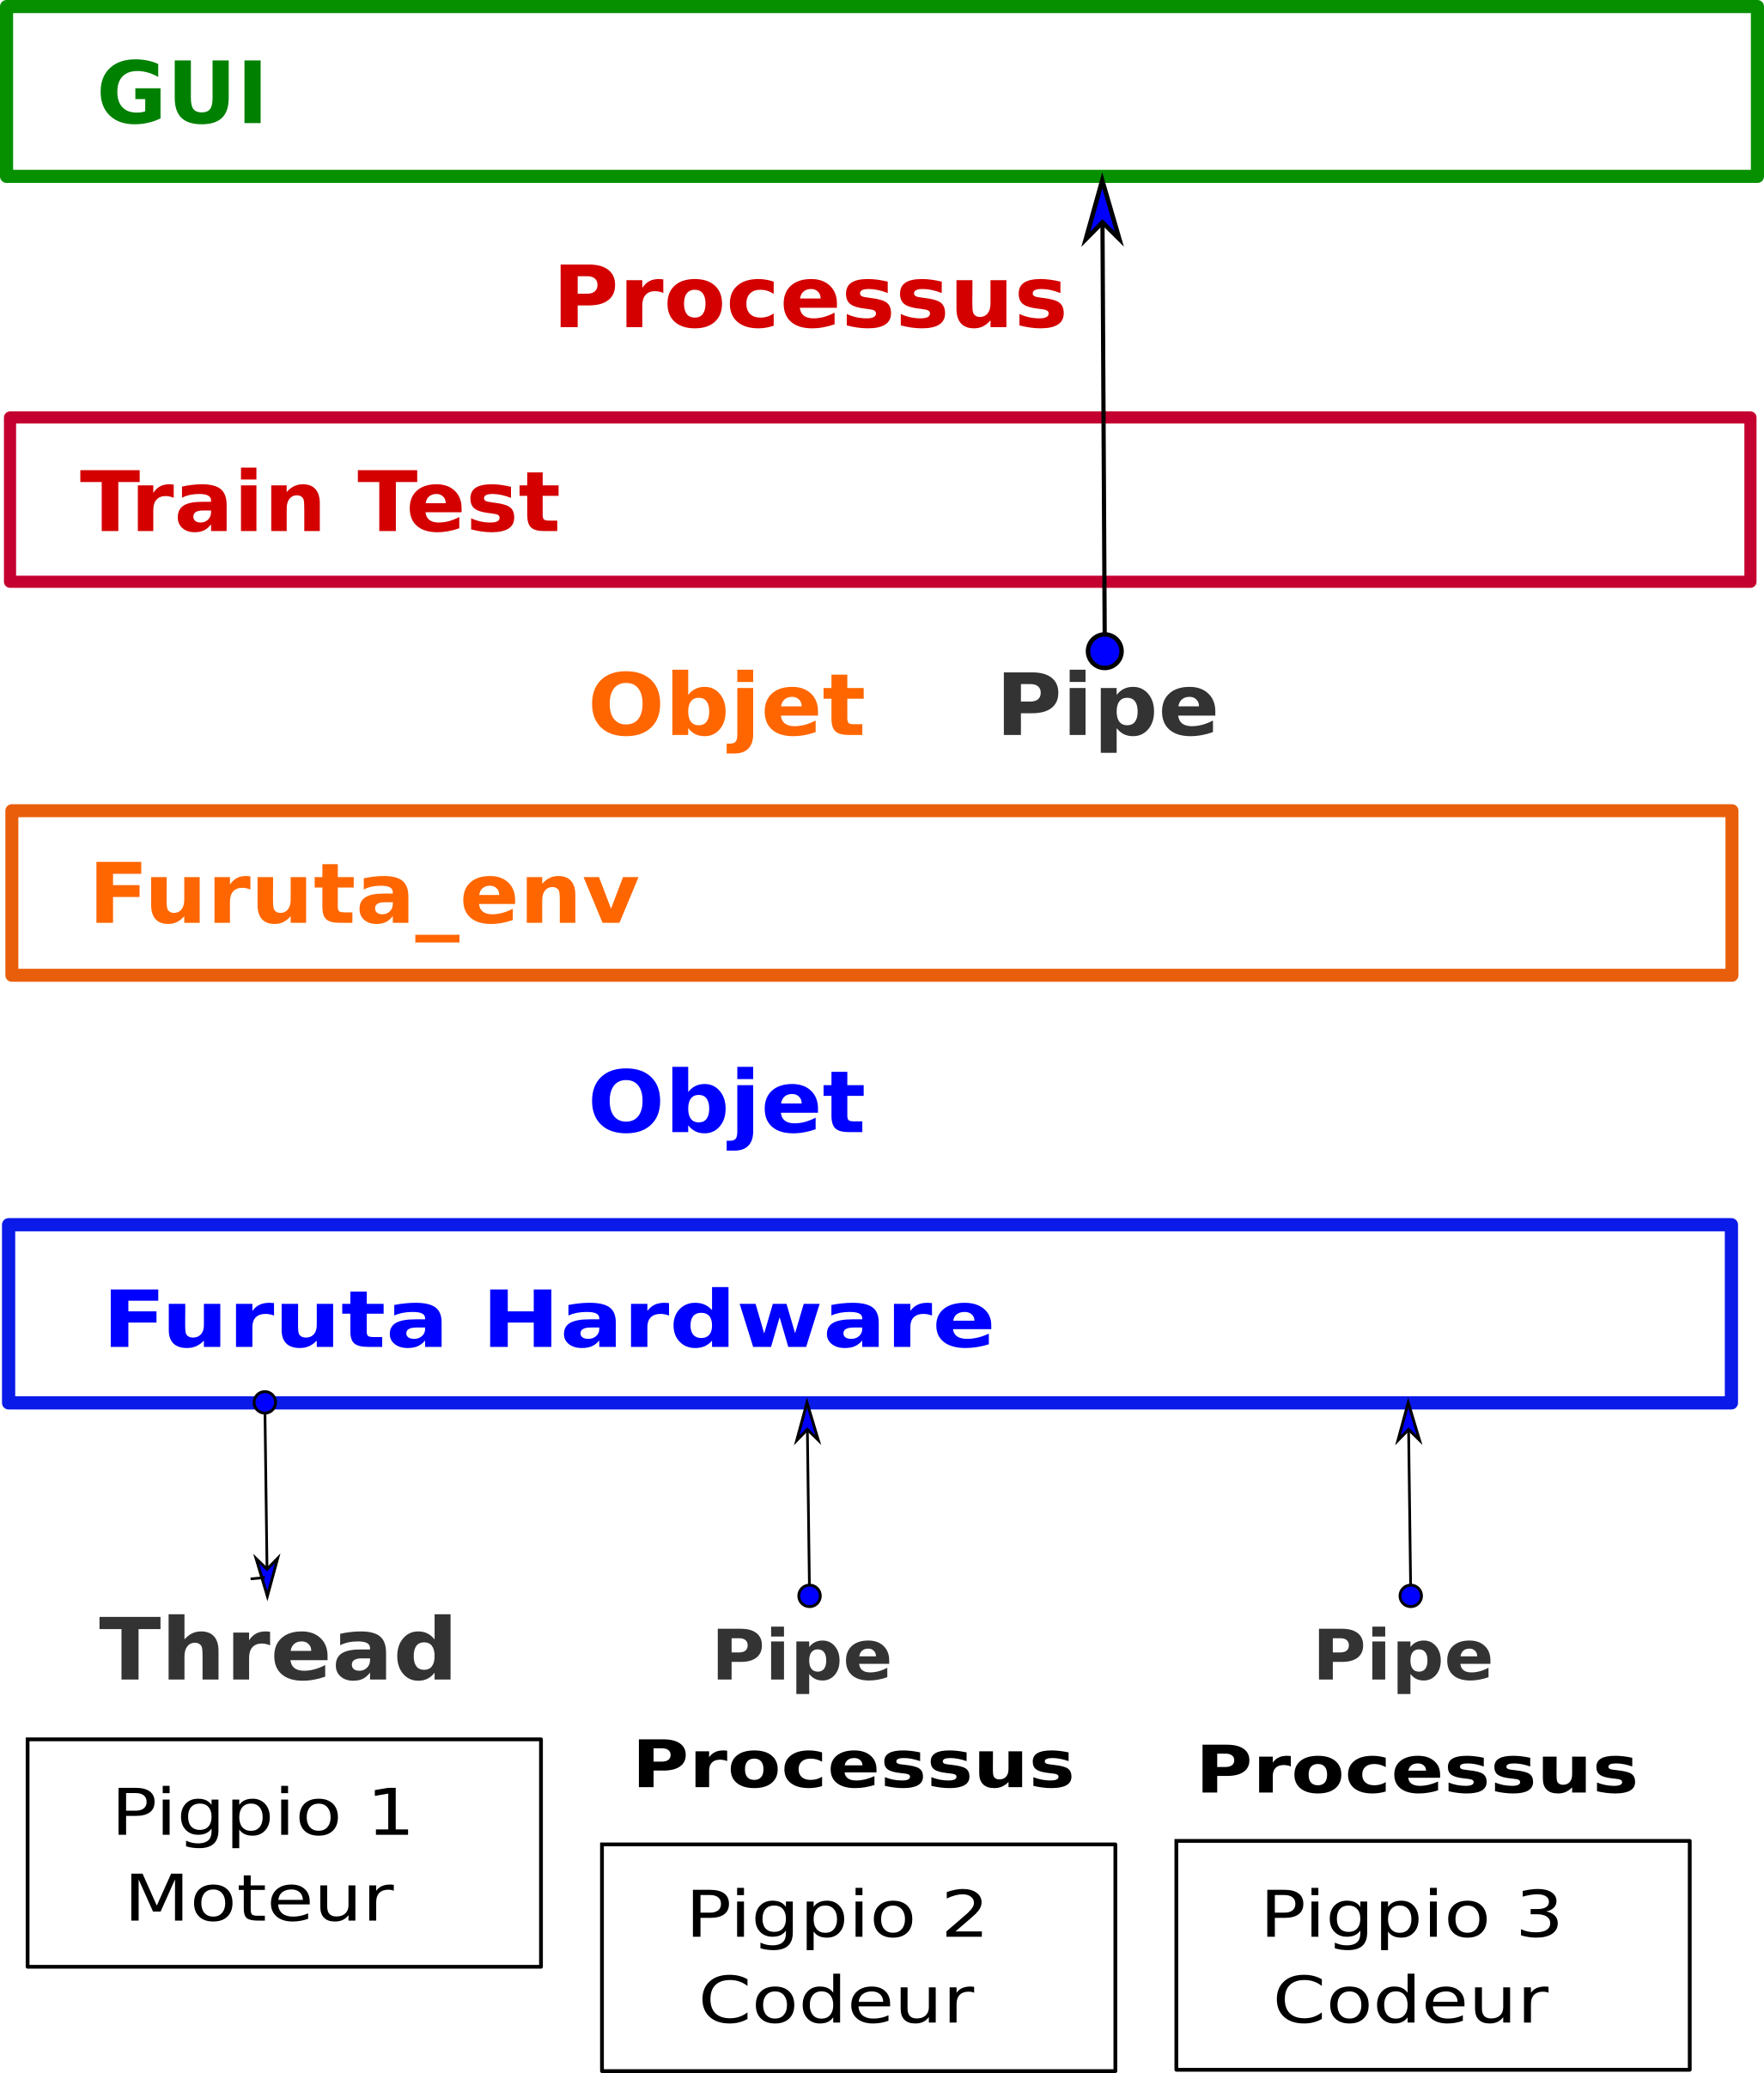 GUI
Processus
Train Test
Objet
Pipe
Furuta_env
Objet
Furuta Hardware
Thread
Pipe
Pipe
Processus
Processus
Pigpio 1
Moteur
Pigpio 2
Codeur
Pigpio 3
Codeur